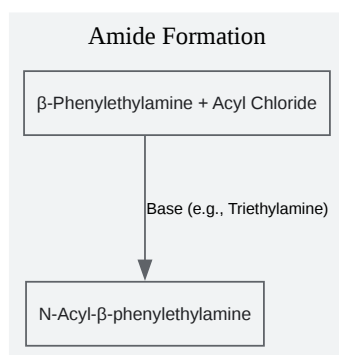 Amide Formation
β-Phenylethylamine + Acyl Chloride
Base (e.g., Triethylamine)
N-Acyl-β-phenylethylamine